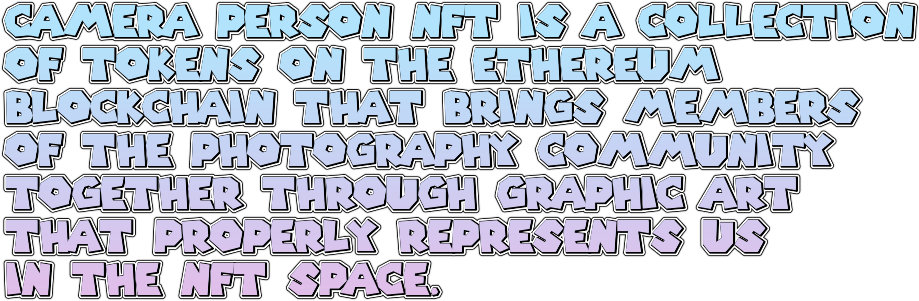 CAMERA PERSON NFT IS A COLLECTION
OF TOKENS ON THE ETHEREUM
BLOCKCHAIN THAT BRINGS MEMBERS
OF THE PHOTOGRAPHY COMMUNITY
TOGETHER THROUGH GRAPHIC ART
THAT PROPERLY REPRESENTS US
IN THE NFT SPACE.